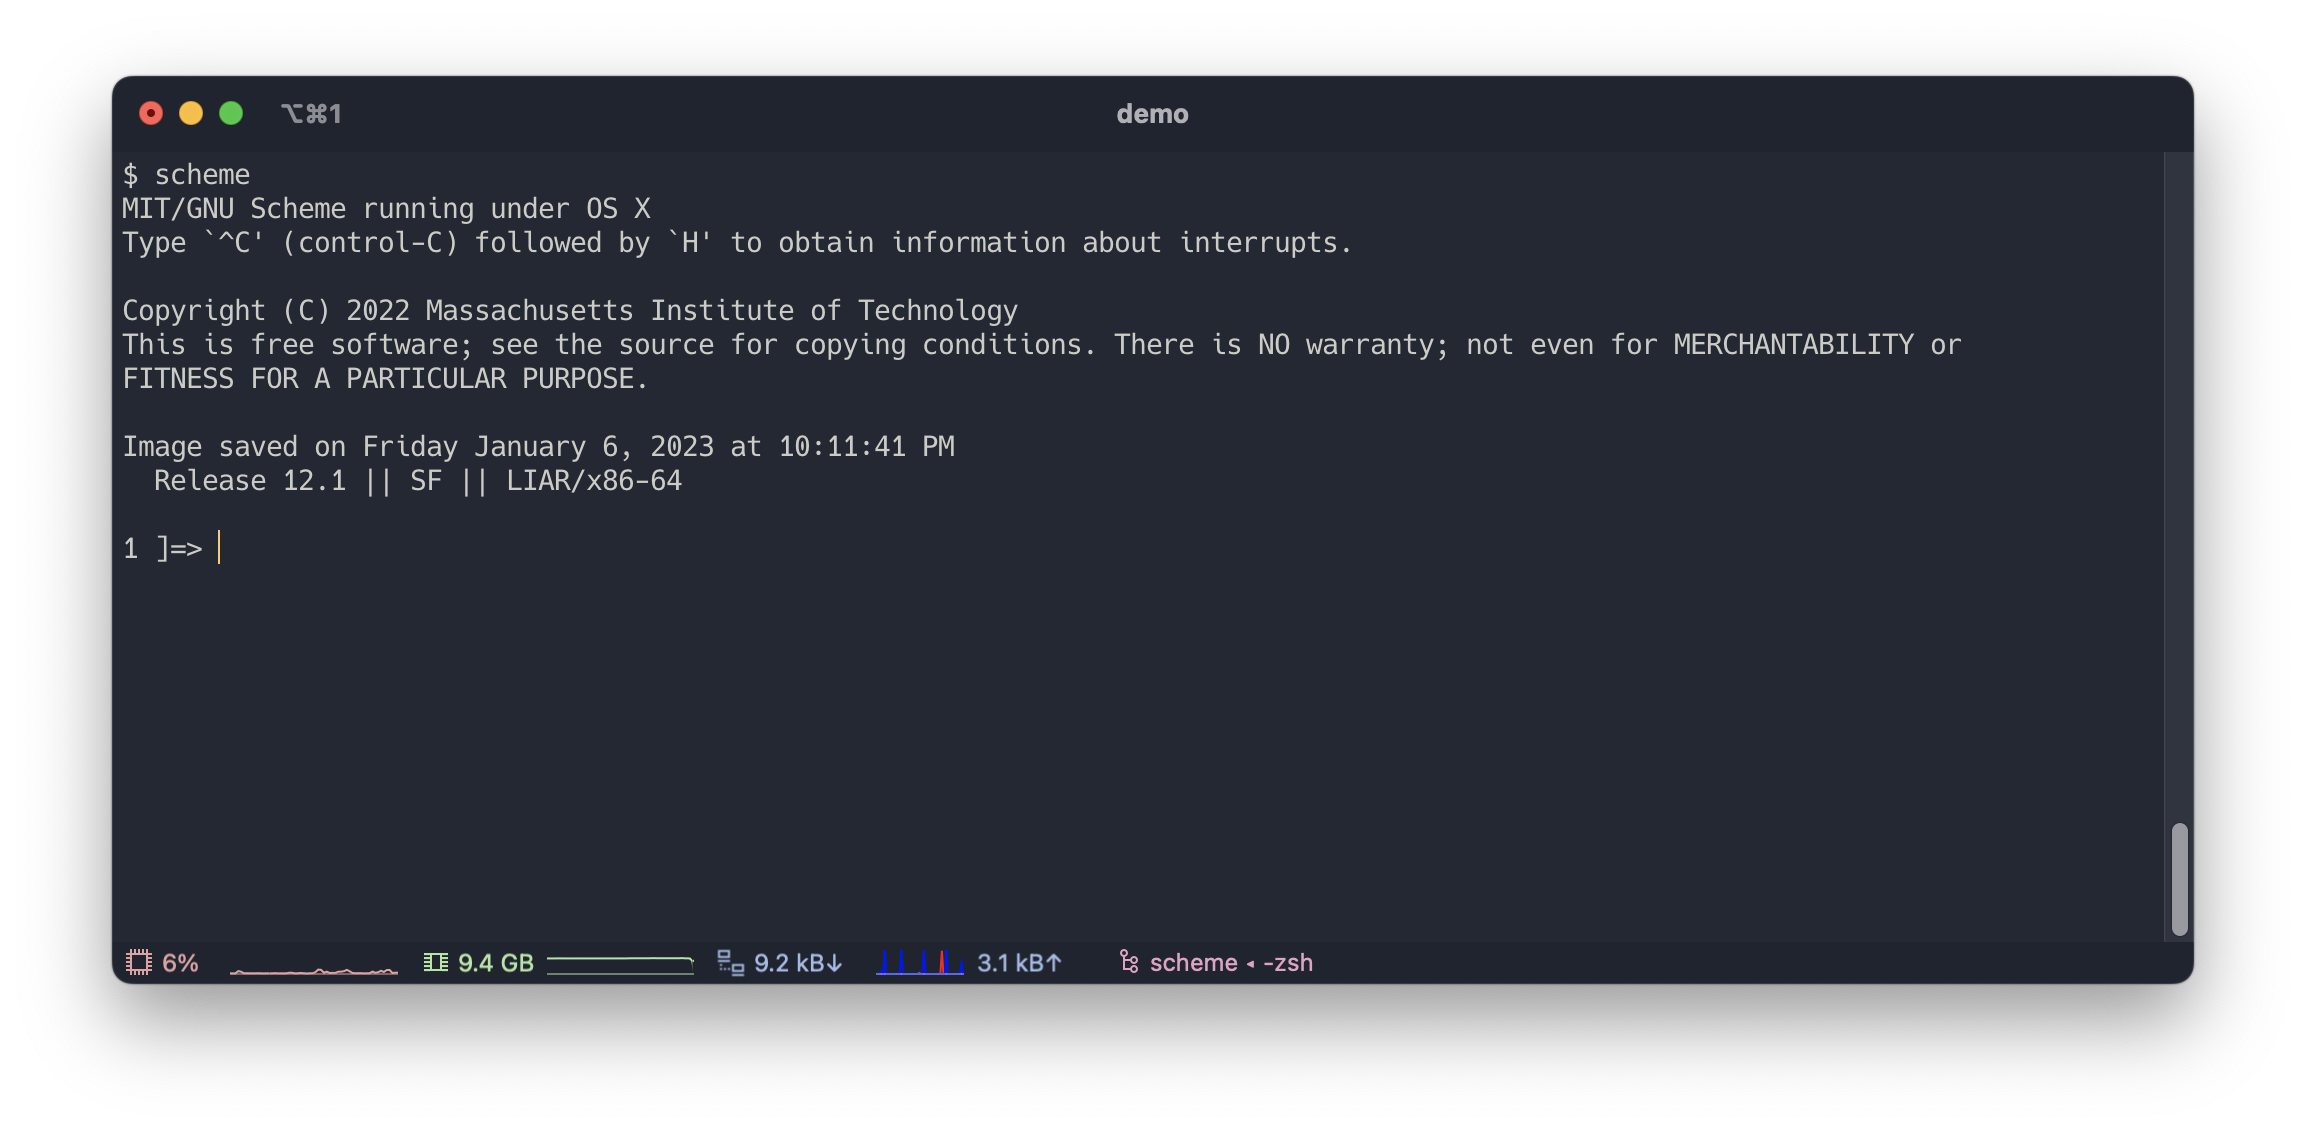 ⌥⌘1 demo
$ scheme
MIT/GNU Scheme running under OS X
Type `^C' (control-C) followed by `H' to obtain information about interrupts.
Copyright (C) 2022 Massachusetts Institute of Technology
This is free software; see the source for copying conditions. There is NO warranty; not even for MERCHANTABILITY or
FITNESS FOR A PARTICULAR PURPOSE.
Image saved on Friday January 6, 2023 at 10:11:41 PM
  Release 12.1 || SF || LIAR/x86-64
1 ]=>
6% 9.4 GB 9.2 kB↓ 3.1 kB↑ scheme ◂ -zsh